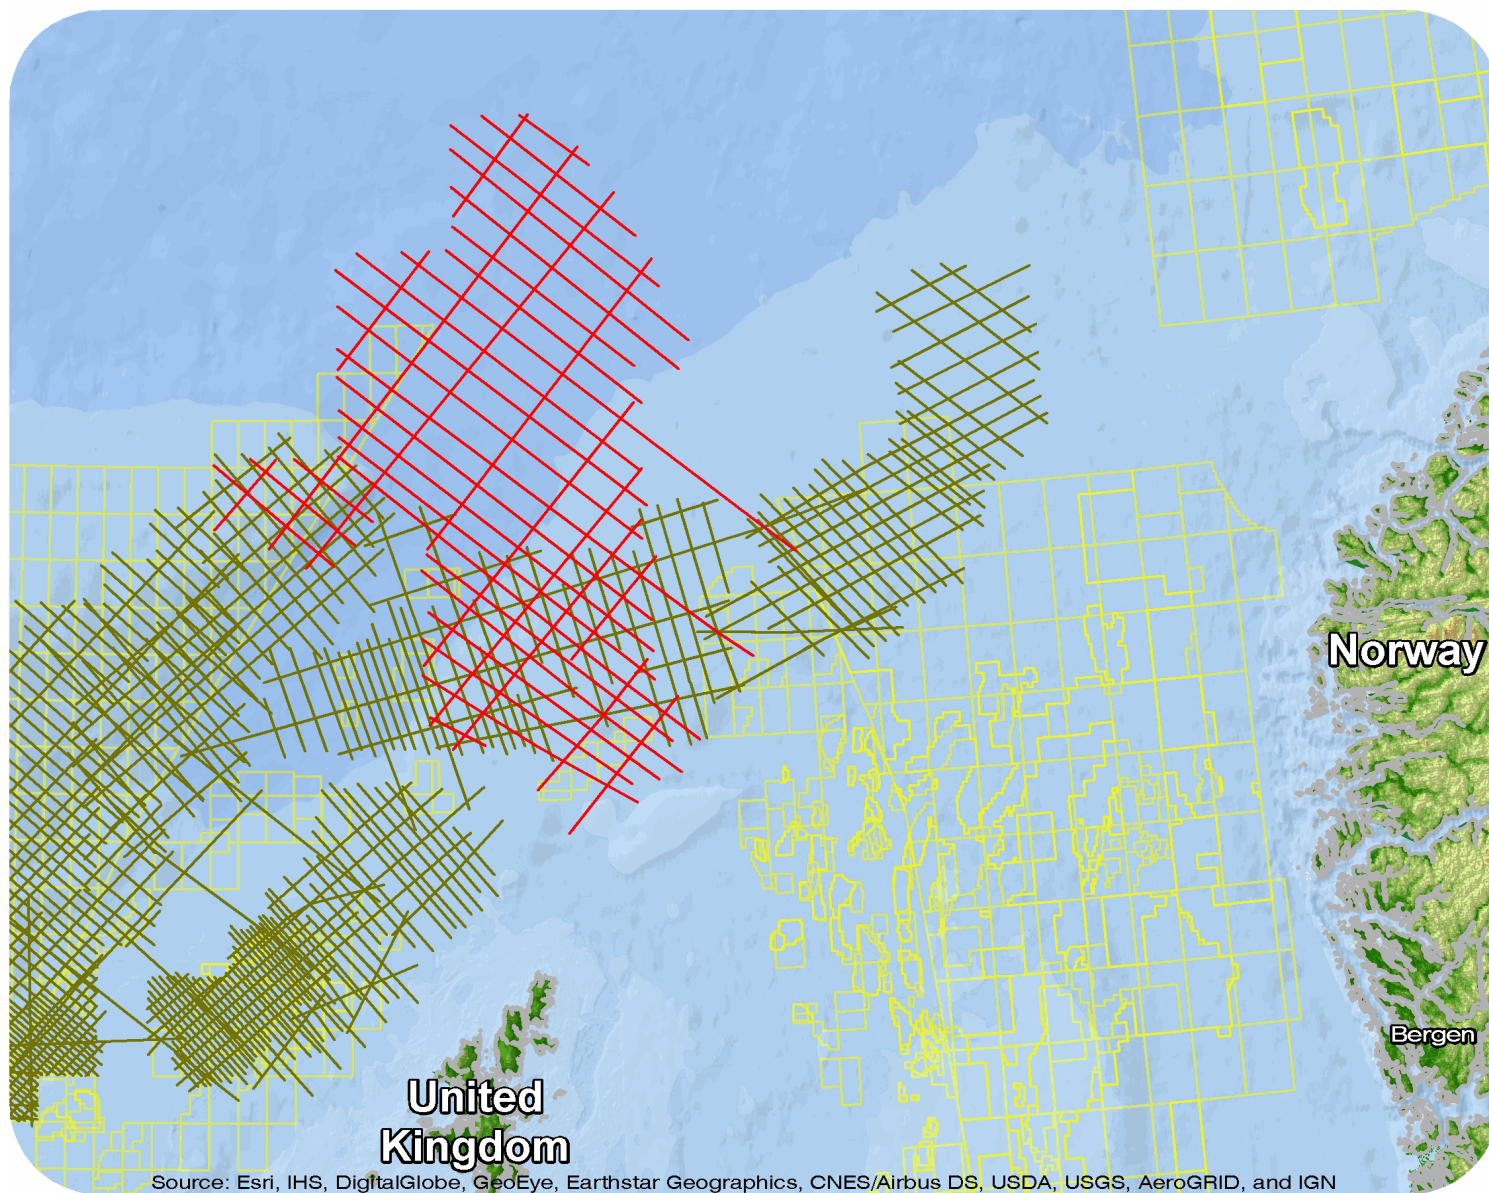 Norway
Bergen
United
Kingdom
Source: Esri, IHS, DigitalGlobe, GeoEye, Earthstar Geographics, CNES/Airbus DS, USDA, USGS, AeroGRID, and IGN